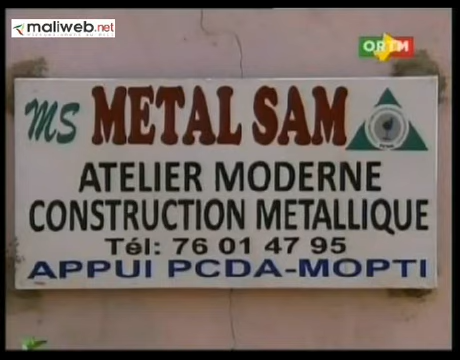 maliweb.net
ORTM
MS METAL SAM
ATELIER MODERNE
CONSTRUCTION METALLIQUE
Tél: 76 01 47 95
APPUI PCDA-MOPTI